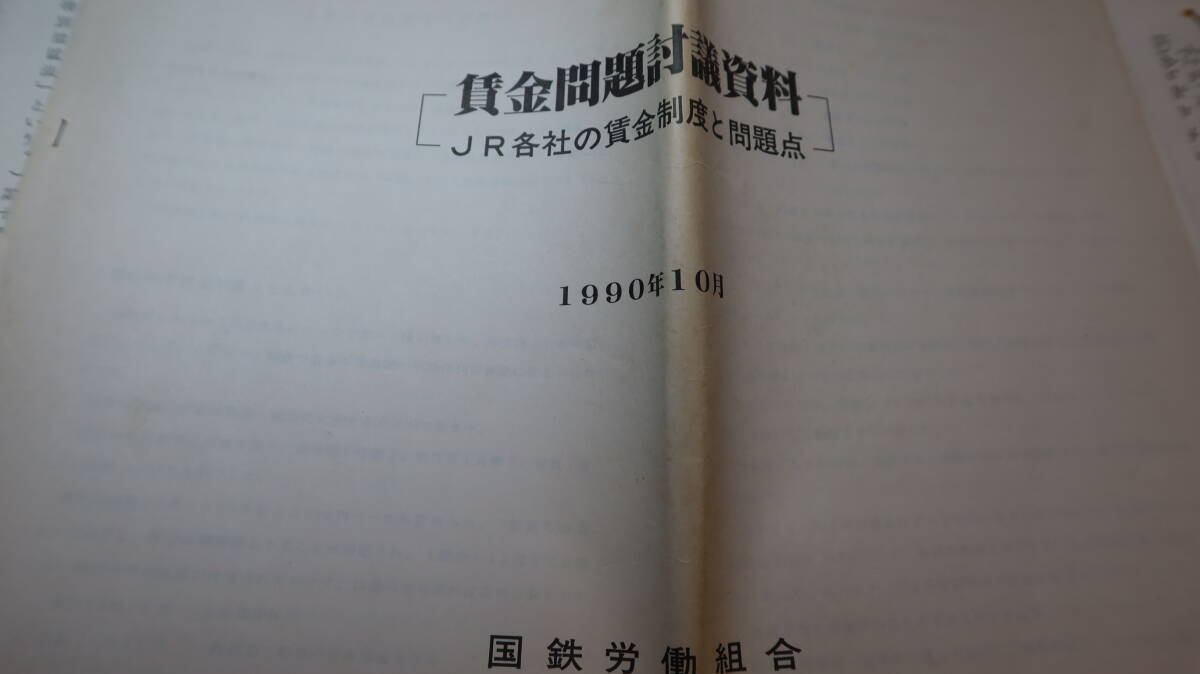 賃金問題討議資料
JR各社の賃金制度と問題点
1990年10月
国鉄労働組合